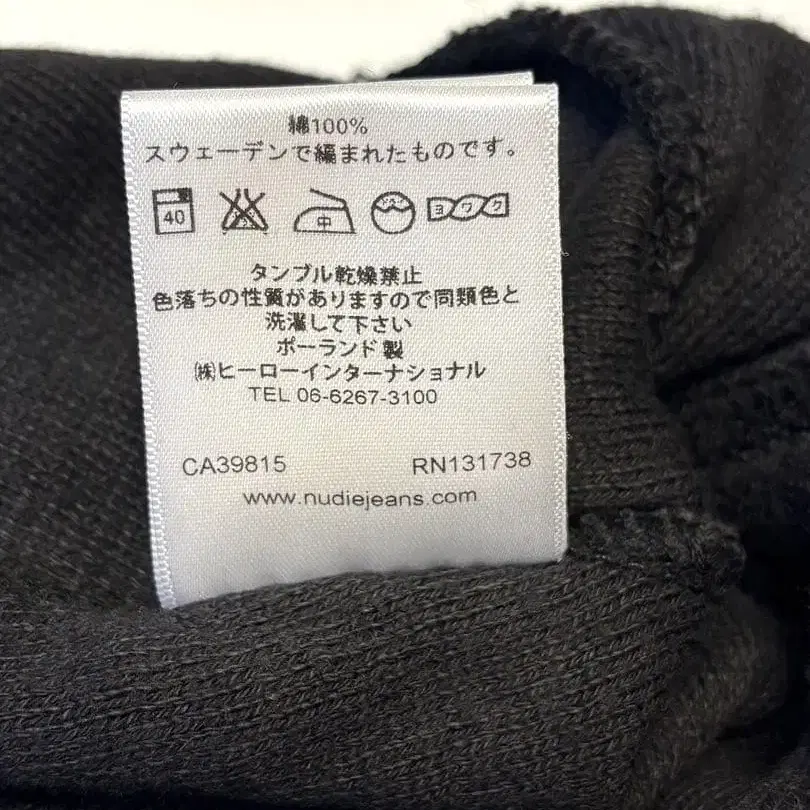 綿100%
スウェーデンで編まれたものです。
40 中 ヨワク
タンブル乾燥禁止
色落ちの性質がありますので同類色と
洗濯して下さい
ポーランド製
㈱ヒーローインターナショナル
TEL 06-6267-3100
CA39815 RN131738
www.nudiejeans.com